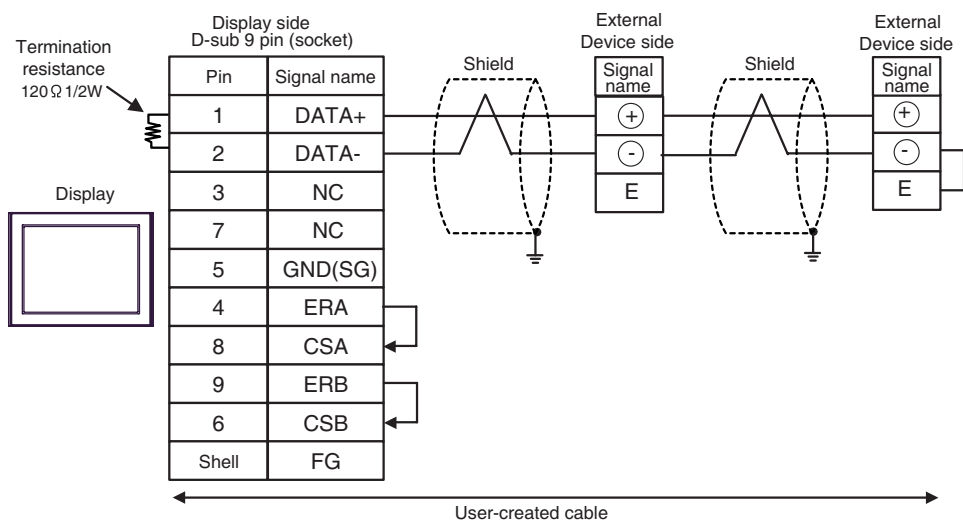 Display side
D-sub 9 pin (socket)
Termination
resistance
120Ω 1/2W
Pin Signal name
1 DATA+
2 DATA-
3 NC
7 NC
5 GND(SG)
4 ERA
8 CSA
9 ERB
6 CSB
Shell FG
Display
Shield
External
Device side
Signal
name
+
-
E
Shield
External
Device side
Signal
name
+
-
E
User-created cable